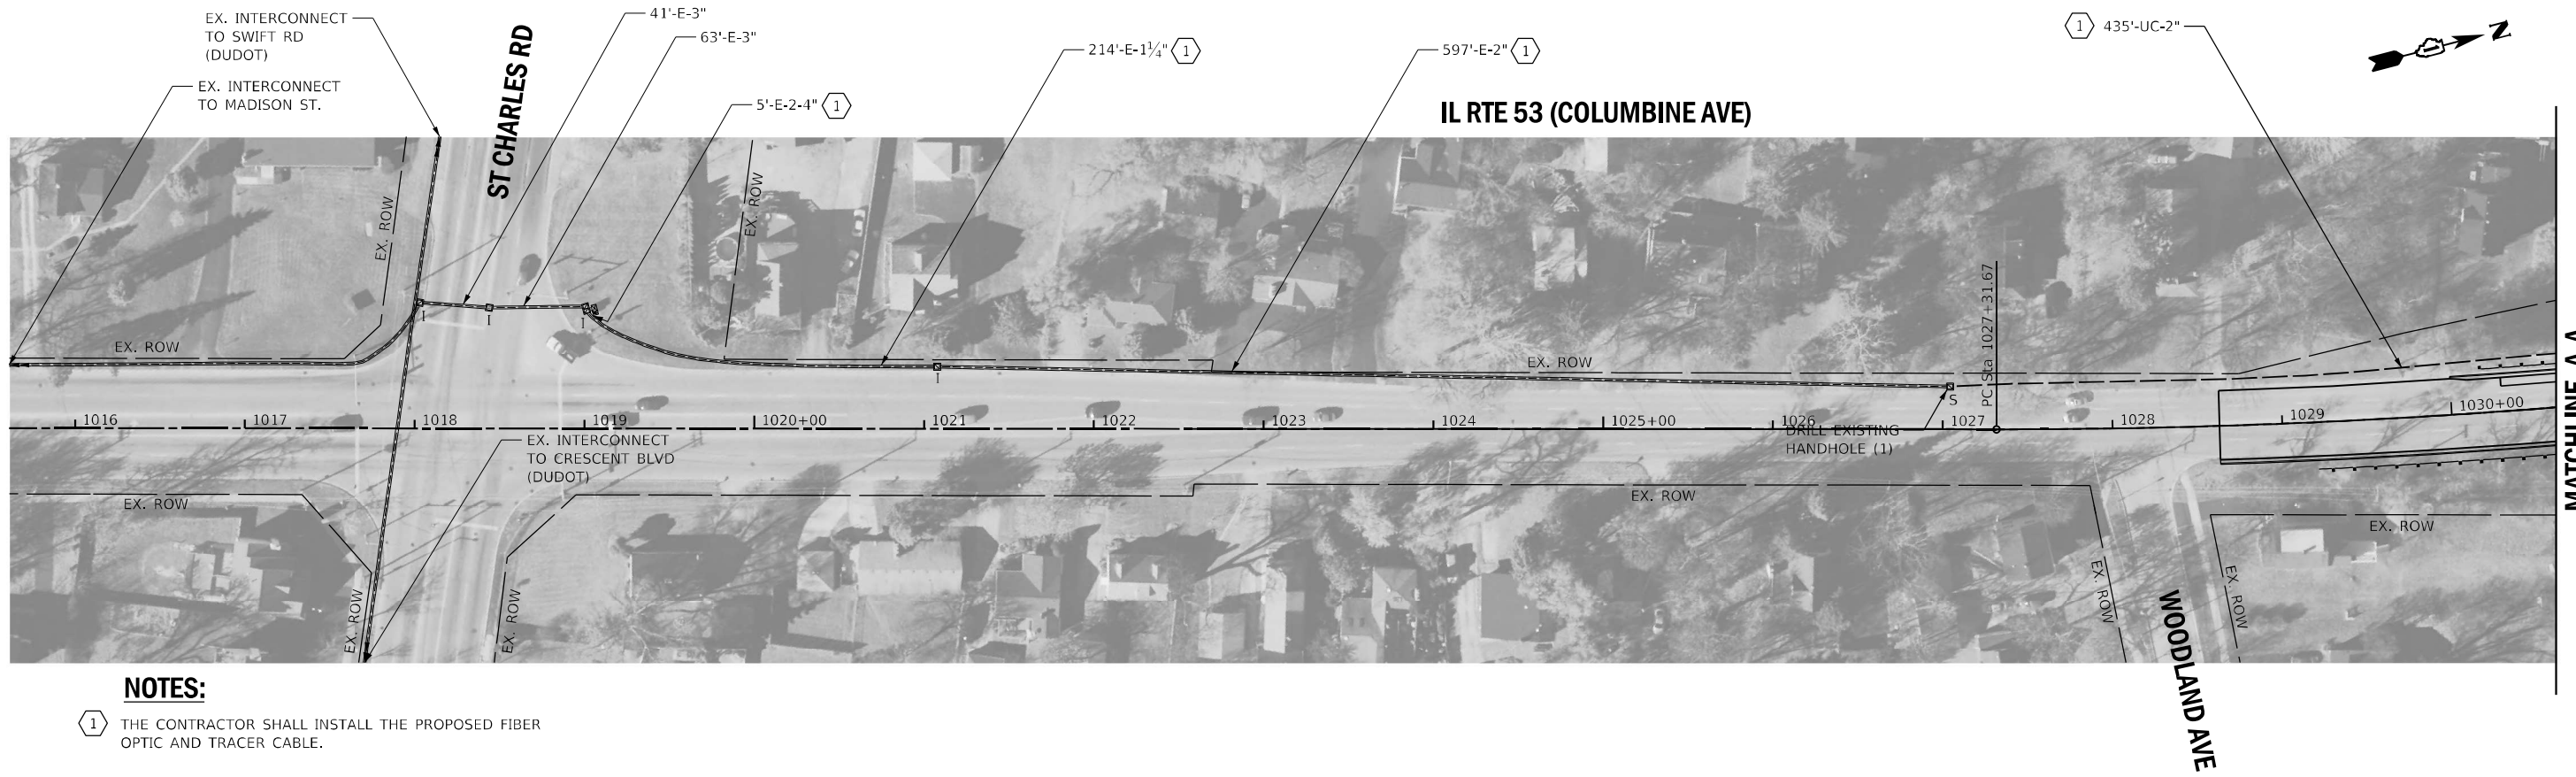 EX. INTERCONNECT
TO SWIFT RD
(DUDOT)
EX. INTERCONNECT
TO MADISON ST.
ST CHARLES RD
41'-E-3"
63'-E-3"
5'-E-2-4" 1
214'-E-1¼" 1
597'-E-2" 1
1 435'-UC-2"
N
IL RTE 53 (COLUMBINE AVE)
EX. ROW
EX. ROW
EX. ROW
EX. ROW
I
I
I
I
S
PC Sta 1027+31.67
MATCHLINE A-A
1016
1017
1018
1019
1020+00
1021
1022
1023
1024
1025+00
1026
1027
1028
1029
1030+00
EX. INTERCONNECT
TO CRESCENT BLVD
(DUDOT)
DRILL EXISTING
HANDHOLE (1)
EX. ROW
EX. ROW
EX. ROW
EX. ROW
EX. ROW
EX. ROW
EX. ROW
WOODLAND AVE
NOTES:
1 THE CONTRACTOR SHALL INSTALL THE PROPOSED FIBER
OPTIC AND TRACER CABLE.